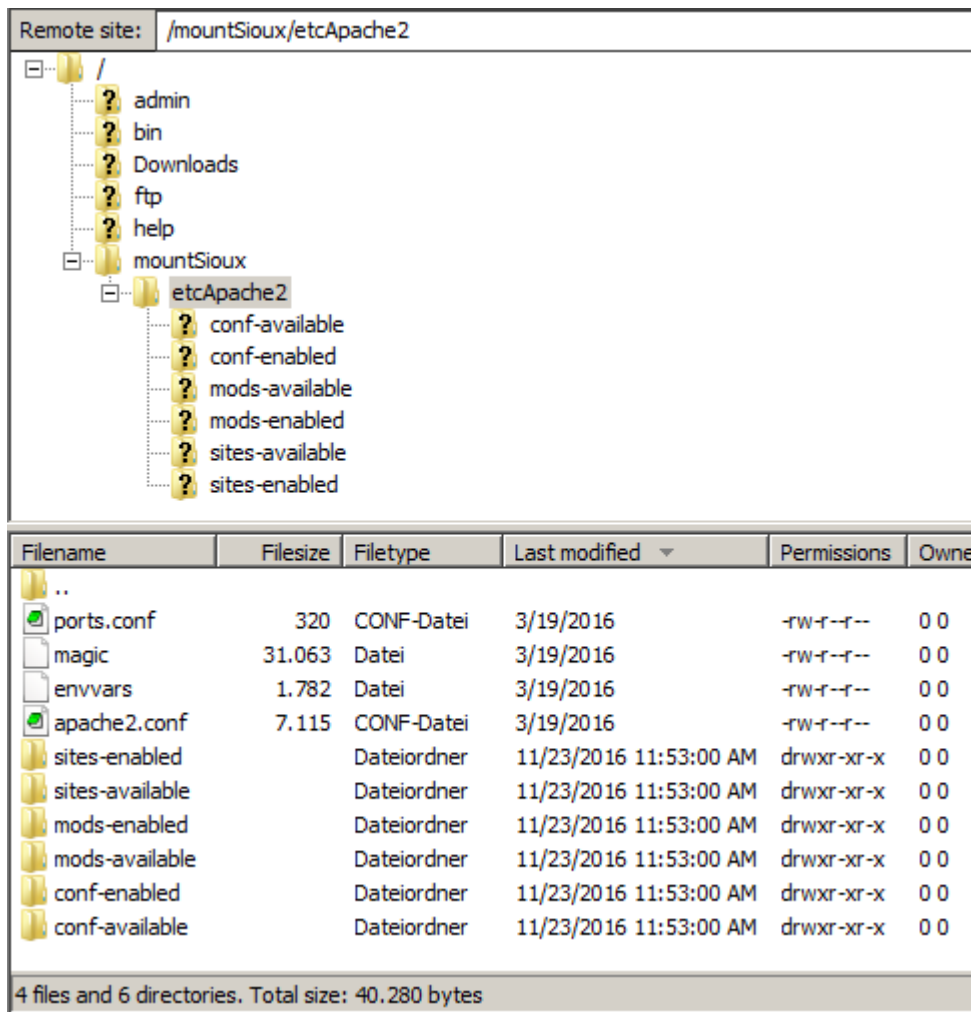 Remote site: /mountSioux/etcApache2
/
admin
bin
Downloads
ftp
help
mountSioux
etcApache2
conf-available
conf-enabled
mods-available
mods-enabled
sites-available
sites-enabled
Filename Filesize Filetype Last modified Permissions Owne
..
ports.conf 320 CONF-Datei 3/19/2016 -rw-r--r-- 0 0
magic 31.063 Datei 3/19/2016 -rw-r--r-- 0 0
envvars 1.782 Datei 3/19/2016 -rw-r--r-- 0 0
apache2.conf 7.115 CONF-Datei 3/19/2016 -rw-r--r-- 0 0
sites-enabled Dateiordner 11/23/2016 11:53:00 AM drwxr-xr-x 0 0
sites-available Dateiordner 11/23/2016 11:53:00 AM drwxr-xr-x 0 0
mods-enabled Dateiordner 11/23/2016 11:53:00 AM drwxr-xr-x 0 0
mods-available Dateiordner 11/23/2016 11:53:00 AM drwxr-xr-x 0 0
conf-enabled Dateiordner 11/23/2016 11:53:00 AM drwxr-xr-x 0 0
conf-available Dateiordner 11/23/2016 11:53:00 AM drwxr-xr-x 0 0
4 files and 6 directories. Total size: 40.280 bytes